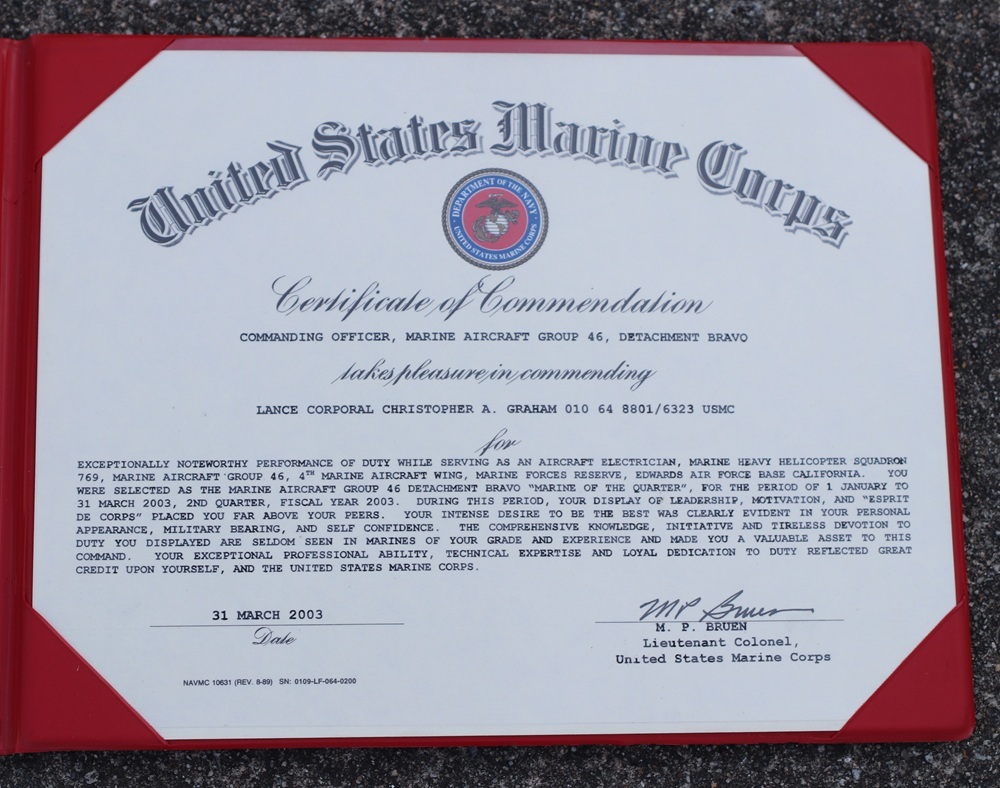 United States Marine Corps
DEPARTMENT OF THE NAVY
UNITED STATES MARINE CORPS
Certificate of Commendation
COMMANDING OFFICER, MARINE AIRCRAFT GROUP 46, DETACHMENT BRAVO
takes pleasure in commending
LANCE CORPORAL CHRISTOPHER A. GRAHAM 010 64 8801/6323 USMC
for
EXCEPTIONALLY NOTEWORTHY PERFORMANCE OF DUTY WHILE SERVING AS AN AIRCRAFT ELECTRICIAN, MARINE HEAVY HELICOPTER SQUADRON
769, MARINE AIRCRAFT GROUP 46, 4TH MARINE AIRCRAFT WING, MARINE FORCES RESERVE, EDWARDS AIR FORCE BASE CALIFORNIA. YOU
WERE SELECTED AS THE MARINE AIRCRAFT GROUP 46 DETACHMENT BRAVO "MARINE OF THE QUARTER", FOR THE PERIOD OF 1 JANUARY TO
31 MARCH 2003, 2ND QUARTER, FISCAL YEAR 2003. DURING THIS PERIOD, YOUR DISPLAY OF LEADERSHIP, MOTIVATION, AND "ESPRIT
DE CORPS" PLACED YOU FAR ABOVE YOUR PEERS. YOUR INTENSE DESIRE TO BE THE BEST WAS CLEARLY EVIDENT IN YOUR PERSONAL
APPEARANCE, MILITARY BEARING, AND SELF CONFIDENCE. THE COMPREHENSIVE KNOWLEDGE, INITIATIVE AND TIRELESS DEVOTION TO
DUTY YOU DISPLAYED ARE SELDOM SEEN IN MARINES OF YOUR GRADE AND EXPERIENCE AND MADE YOU A VALUABLE ASSET TO THIS
COMMAND. YOUR EXCEPTIONAL PROFESSIONAL ABILITY, TECHNICAL EXPERTISE AND LOYAL DEDICATION TO DUTY REFLECTED GREAT
CREDIT UPON YOURSELF, AND THE UNITED STATES MARINE CORPS.
31 MARCH 2003
Date
MP Bruen
M. P. BRUEN
Lieutenant Colonel,
United States Marine Corps
NAVMC 10631 (REV. 8-89) SN: 0109-LF-064-0200